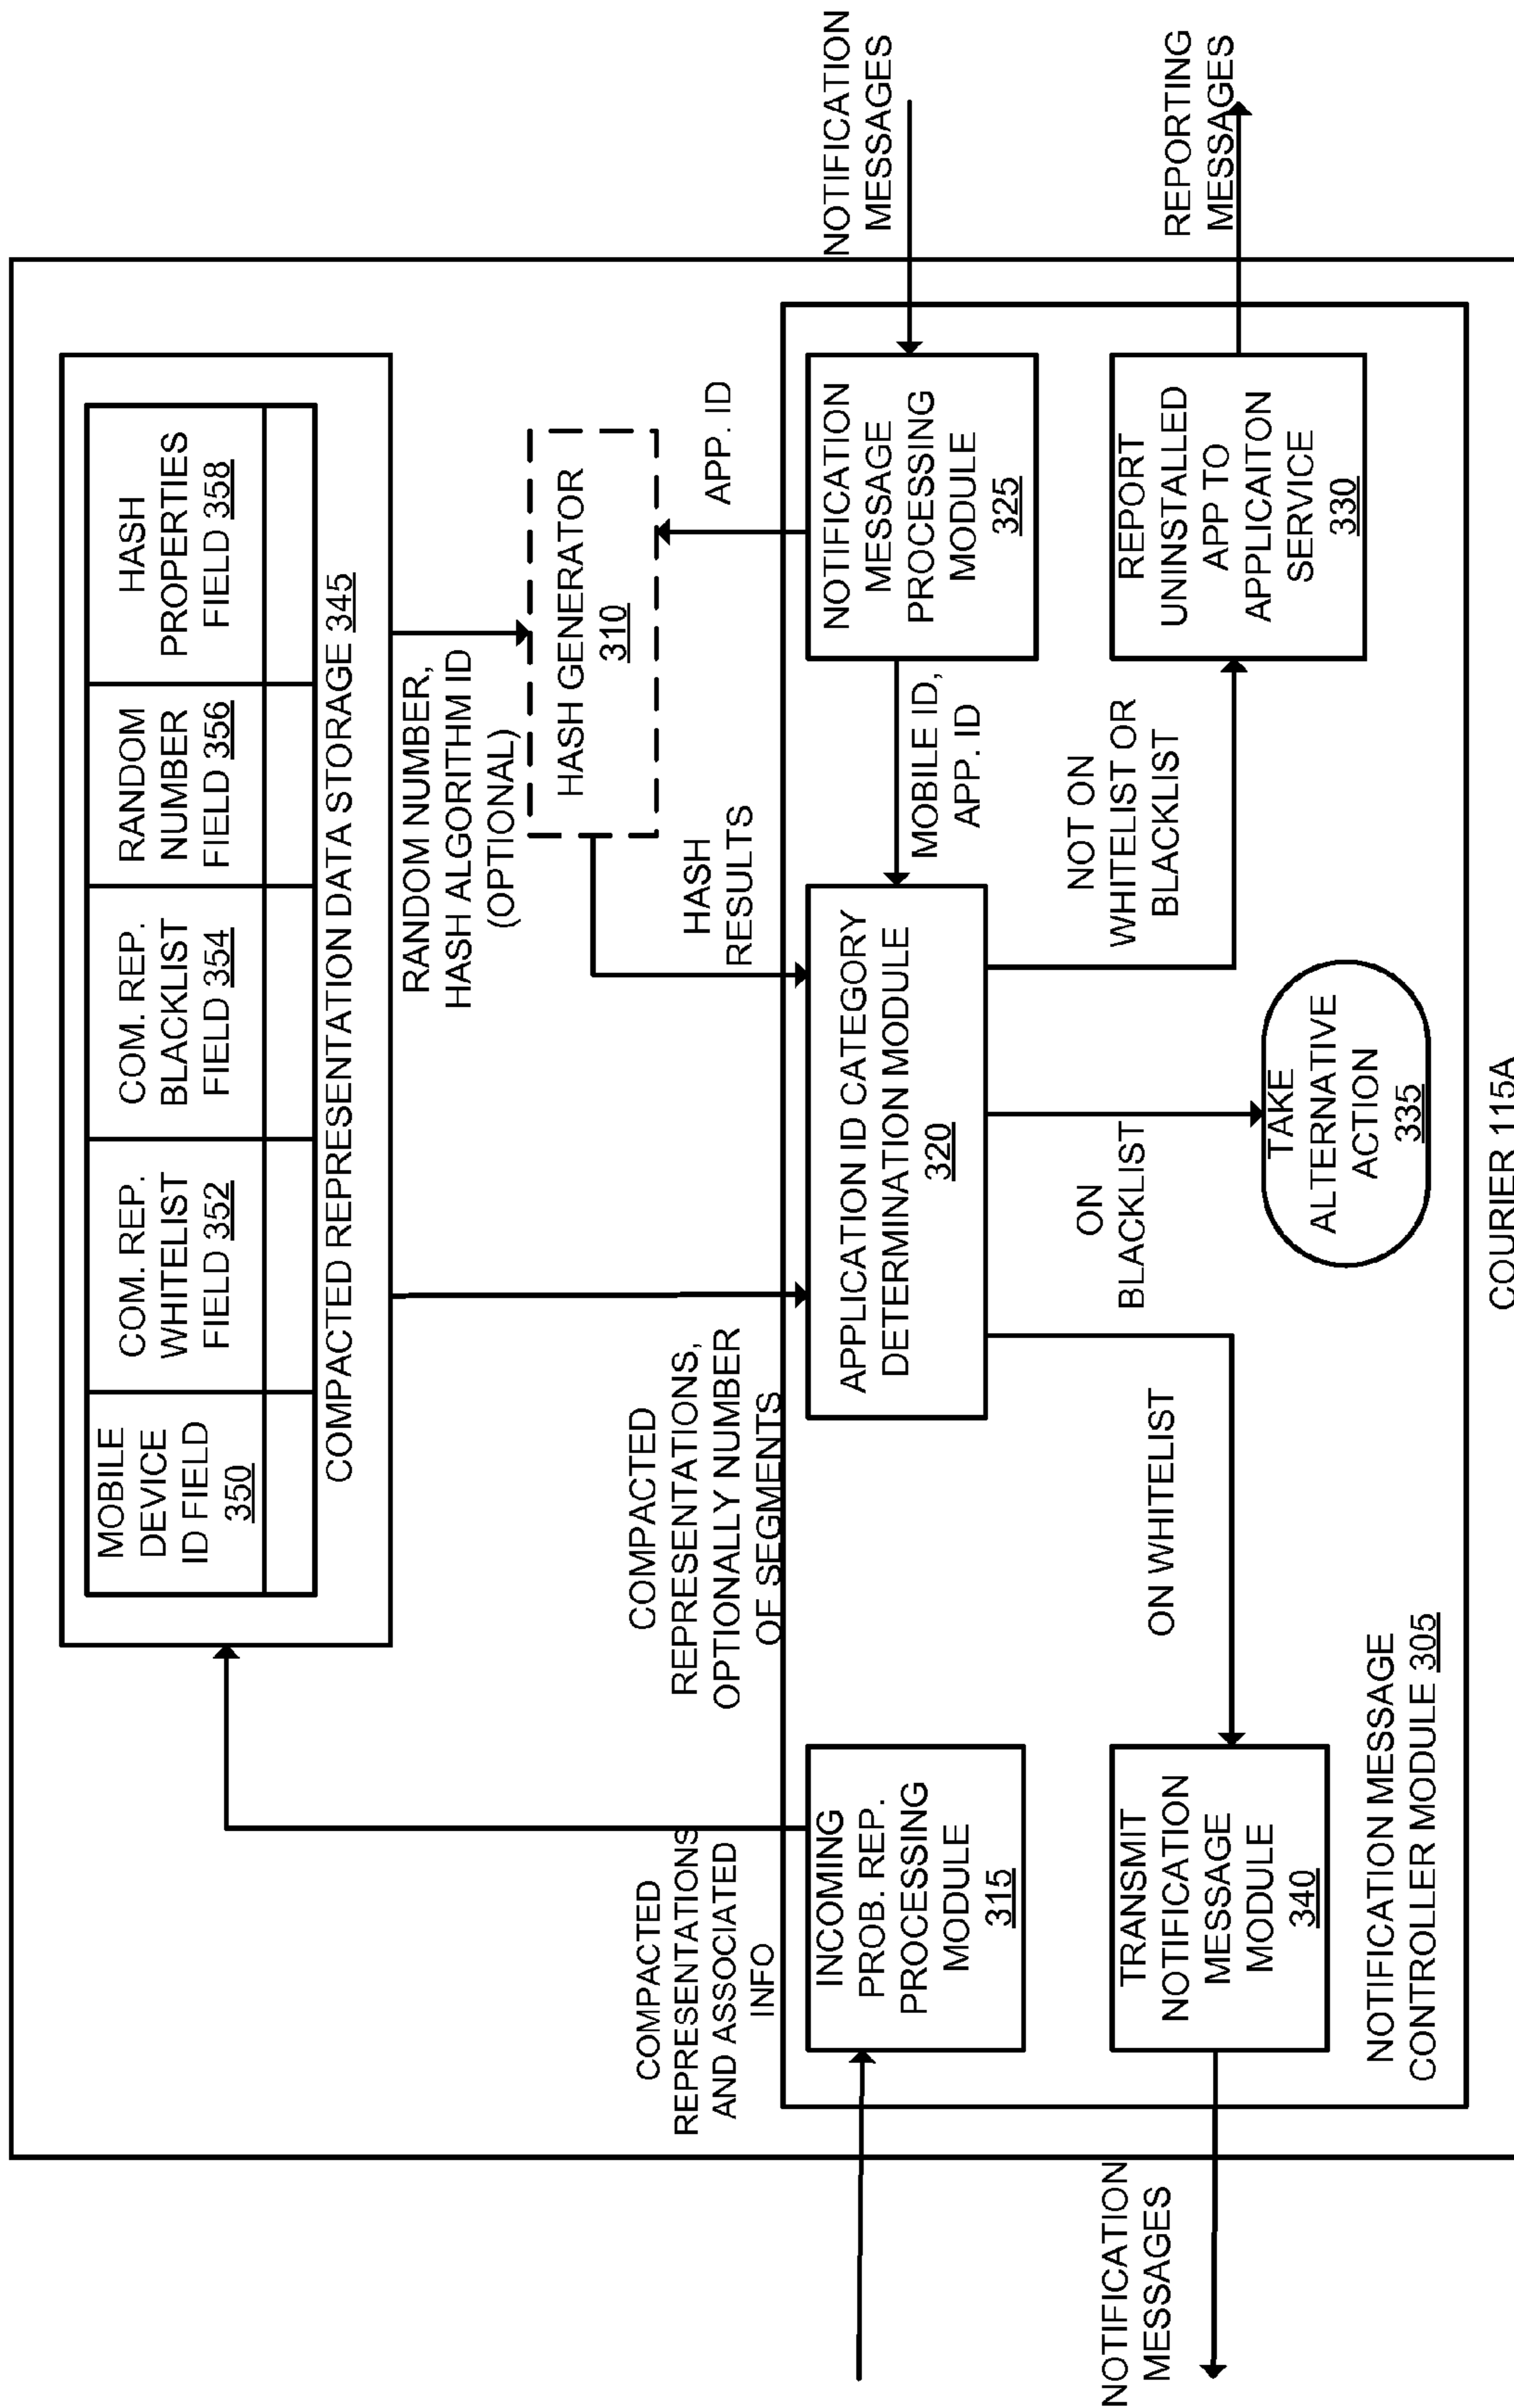 MOBILE
DEVICE
ID FIELD
350
COM. REP.
WHITELIST
FIELD 352
COM. REP.
BLACKLIST
FIELD 354
RANDOM
NUMBER
FIELD 356
HASH
PROPERTIES
FIELD 358
COMPACTED REPRESENTATION DATA STORAGE 345
RANDOM NUMBER,
HASH ALGORITHM ID
(OPTIONAL)
HASH GENERATOR
310
APP. ID
HASH
RESULTS
COMPACTED
REPRESENTATIONS,
OPTIONALLY NUMBER
OF SEGMENTS
COMPACTED
REPRESENTATIONS
AND ASSOCIATED
INFO
INCOMING
PROB. REP.
PROCESSING
MODULE
315
APPLICATION ID CATEGORY
DETERMINATION MODULE
320
MOBILE ID,
APP. ID
NOTIFICATION
MESSAGE
PROCESSING
MODULE
325
NOTIFICATION
MESSAGES
NOTIFICATION
MESSAGES
TRANSMIT
NOTIFICATION
MESSAGE
MODULE
340
ON WHITELIST
ON
BLACKLIST
NOT ON
WHITELIST OR
BLACKLIST
REPORT
UNINSTALLED
APP TO
APPLICAITON
SERVICE
330
REPORTING
MESSAGES
TAKE
ALTERNATIVE
ACTION
335
NOTIFICATION MESSAGE
CONTROLLER MODULE 305
COURIER 115A